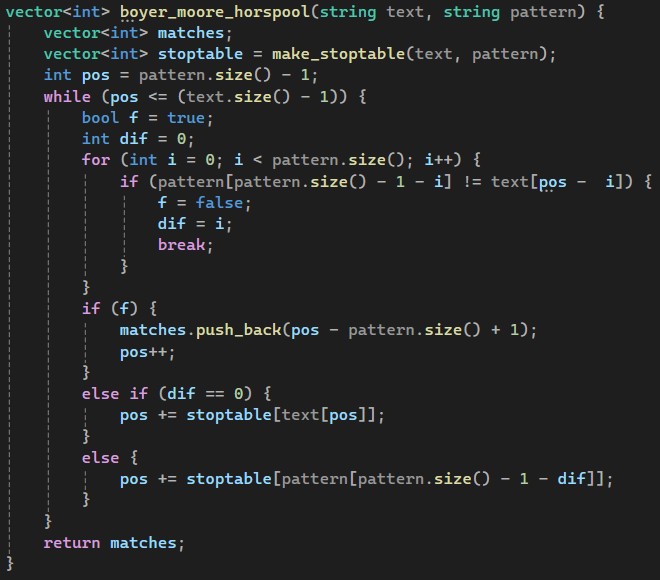 vector<int> boyer_moore_horspool(string text, string pattern) {
    vector<int> matches;
    vector<int> stoptable = make_stoptable(text, pattern);
    int pos = pattern.size() - 1;
    while (pos <= (text.size() - 1)) {
        bool f = true;
        int dif = 0;
        for (int i = 0; i < pattern.size(); i++) {
            if (pattern[pattern.size() - 1 - i] != text[pos -  i]) {
                f = false;
                dif = i;
                break;
            }
        }
        if (f) {
            matches.push_back(pos - pattern.size() + 1);
            pos++;
        }
        else if (dif == 0) {
            pos += stoptable[text[pos]];
        }
        else {
            pos += stoptable[pattern[pattern.size() - 1 - dif]];
        }
    }
    return matches;
}